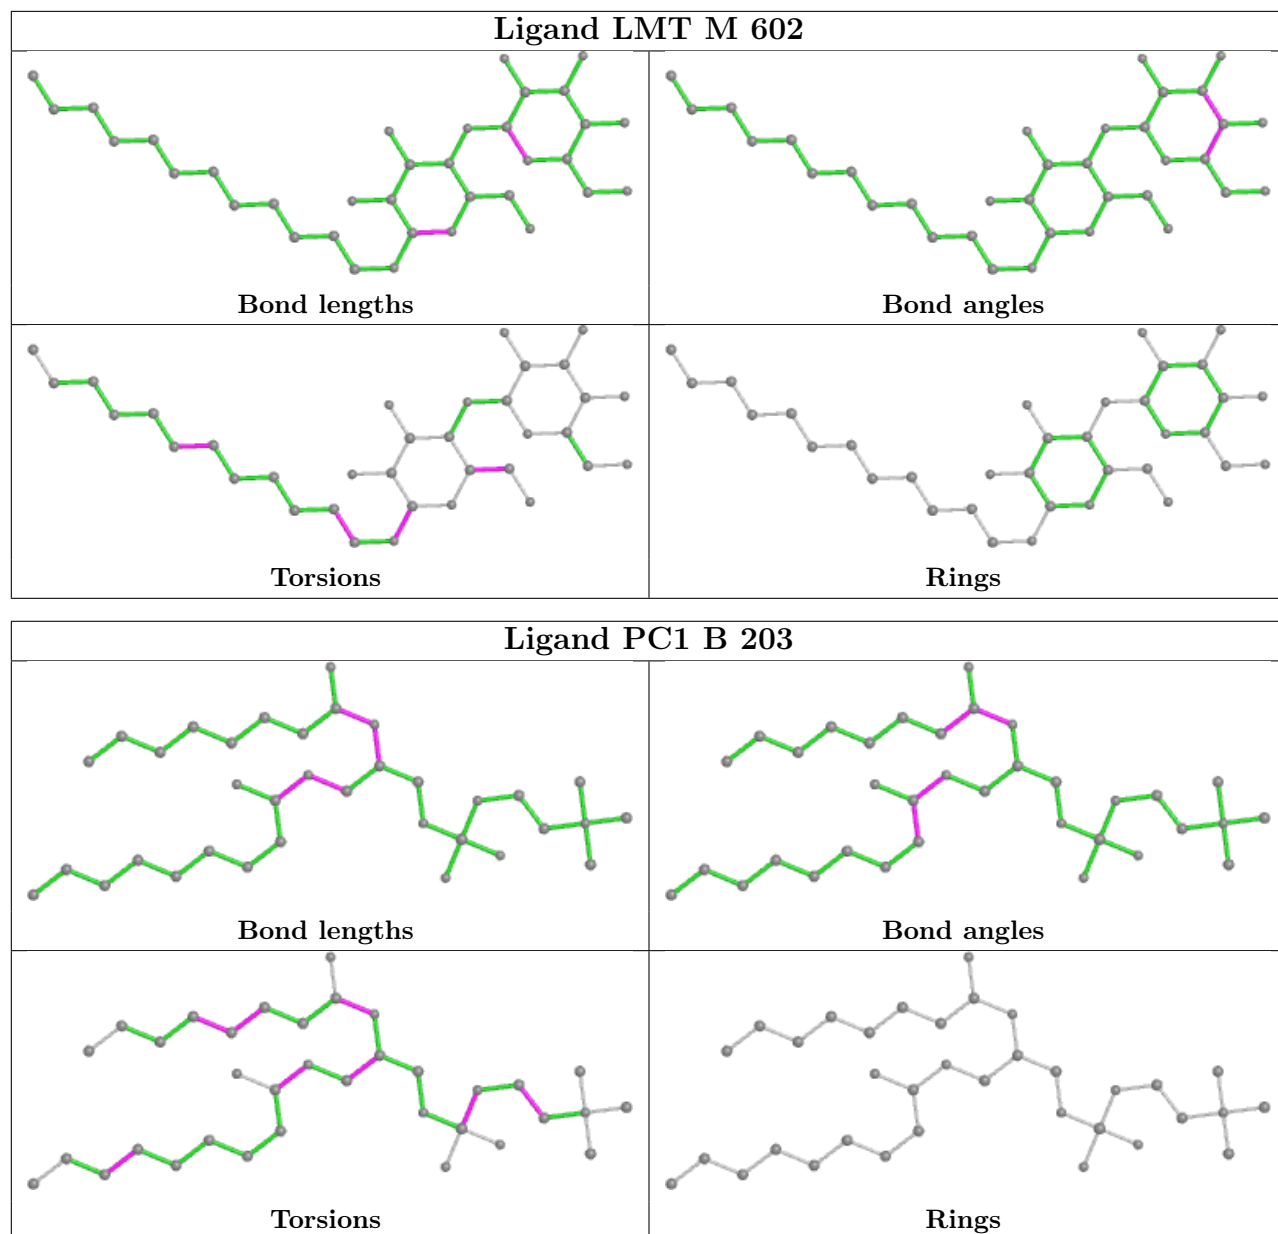 Ligand LMT M 602
Bond lengths
Bond angles
Torsions
Rings
Ligand PC1 B 203
Bond lengths
Bond angles
Torsions
Rings